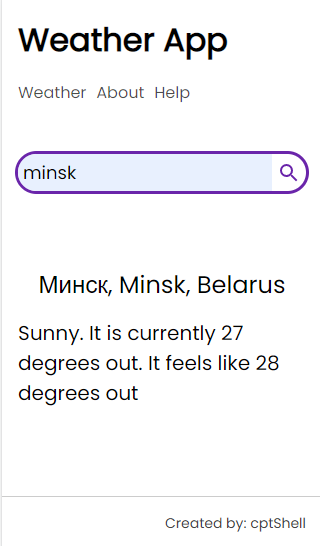 Weather App
Weather About Help
minsk
Минск, Minsk, Belarus
Sunny. It is currently 27
degrees out. It feels like 28
degrees out
Created by: cptShell